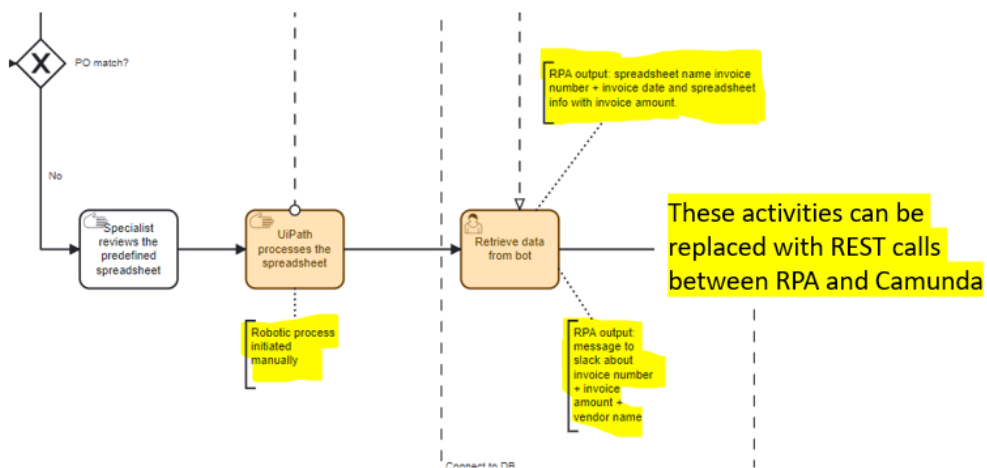 PO match?
RPA output: spreadsheet name invoice
number + invoice date and spreadsheet
info with invoice amount.
No
Specialist
reviews the
predefined
spreadsheet
UiPath
processes the
spreadsheet
Retrieve data
from bot
These activities can be
replaced with REST calls
between RPA and Camunda
Robotic process
initiated
manually
RPA output:
message to
slack about
invoice number
+ invoice
amount +
vendor name
Connect to DB